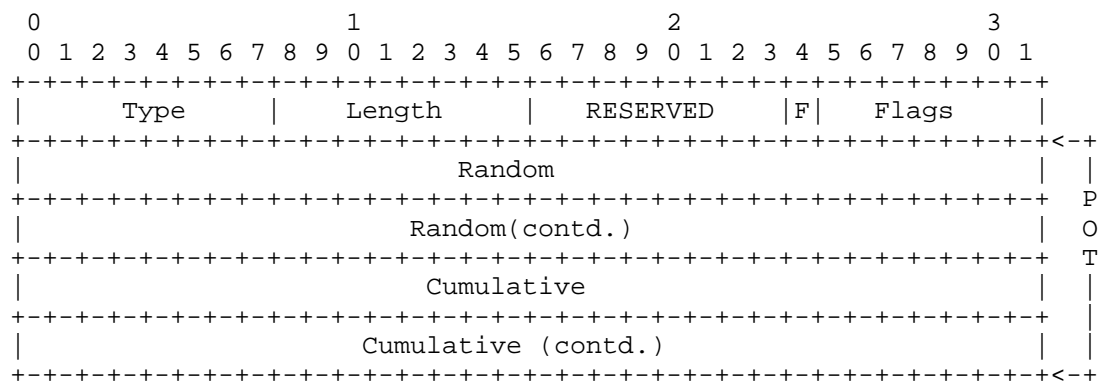 0                   1                   2                   3
 0 1 2 3 4 5 6 7 8 9 0 1 2 3 4 5 6 7 8 9 0 1 2 3 4 5 6 7 8 9 0 1
+-+-+-+-+-+-+-+-+-+-+-+-+-+-+-+-+-+-+-+-+-+-+-+-+-+-+-+-+-+-+-+-+
|      Type     |    Length     |   RESERVED    |F|   Flags     |
+-+-+-+-+-+-+-+-+-+-+-+-+-+-+-+-+-+-+-+-+-+-+-+-+-+-+-+-+-+-+-+-+<-+
|                           Random                              |  |
+-+-+-+-+-+-+-+-+-+-+-+-+-+-+-+-+-+-+-+-+-+-+-+-+-+-+-+-+-+-+-+-+  P
|                        Random(contd.)                         |  O
+-+-+-+-+-+-+-+-+-+-+-+-+-+-+-+-+-+-+-+-+-+-+-+-+-+-+-+-+-+-+-+-+  T
|                         Cumulative                            |  |
+-+-+-+-+-+-+-+-+-+-+-+-+-+-+-+-+-+-+-+-+-+-+-+-+-+-+-+-+-+-+-+-+  |
|                     Cumulative (contd.)                       |  |
+-+-+-+-+-+-+-+-+-+-+-+-+-+-+-+-+-+-+-+-+-+-+-+-+-+-+-+-+-+-+-+-+<-+